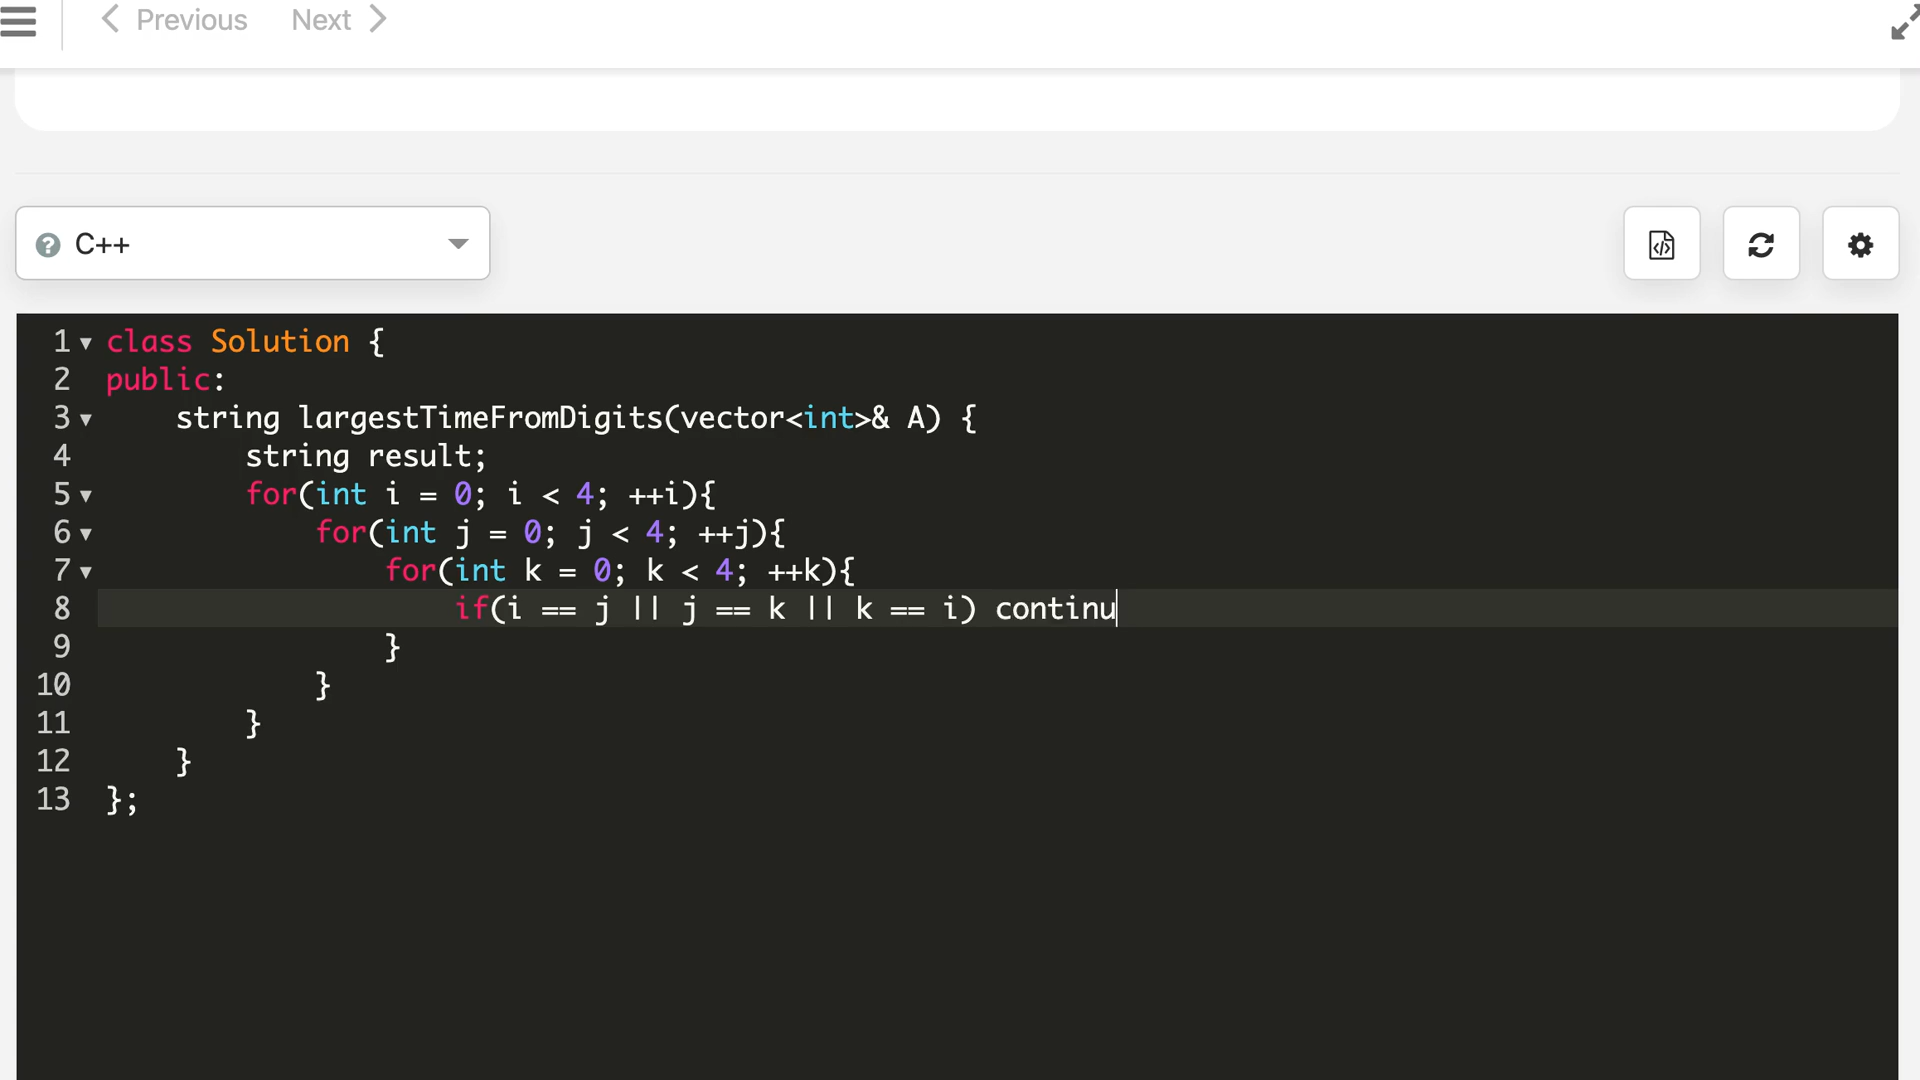 Previous Next
C++
1 class Solution {
2 public:
3 string largestTimeFromDigits(vector<int>& A) {
4 string result;
5 for(int i = 0; i < 4; ++i){
6 for(int j = 0; j < 4; ++j){
7 for(int k = 0; k < 4; ++k){
8 if(i == j || j == k || k == i) continu
9 }
10 }
11 }
12 }
13 };